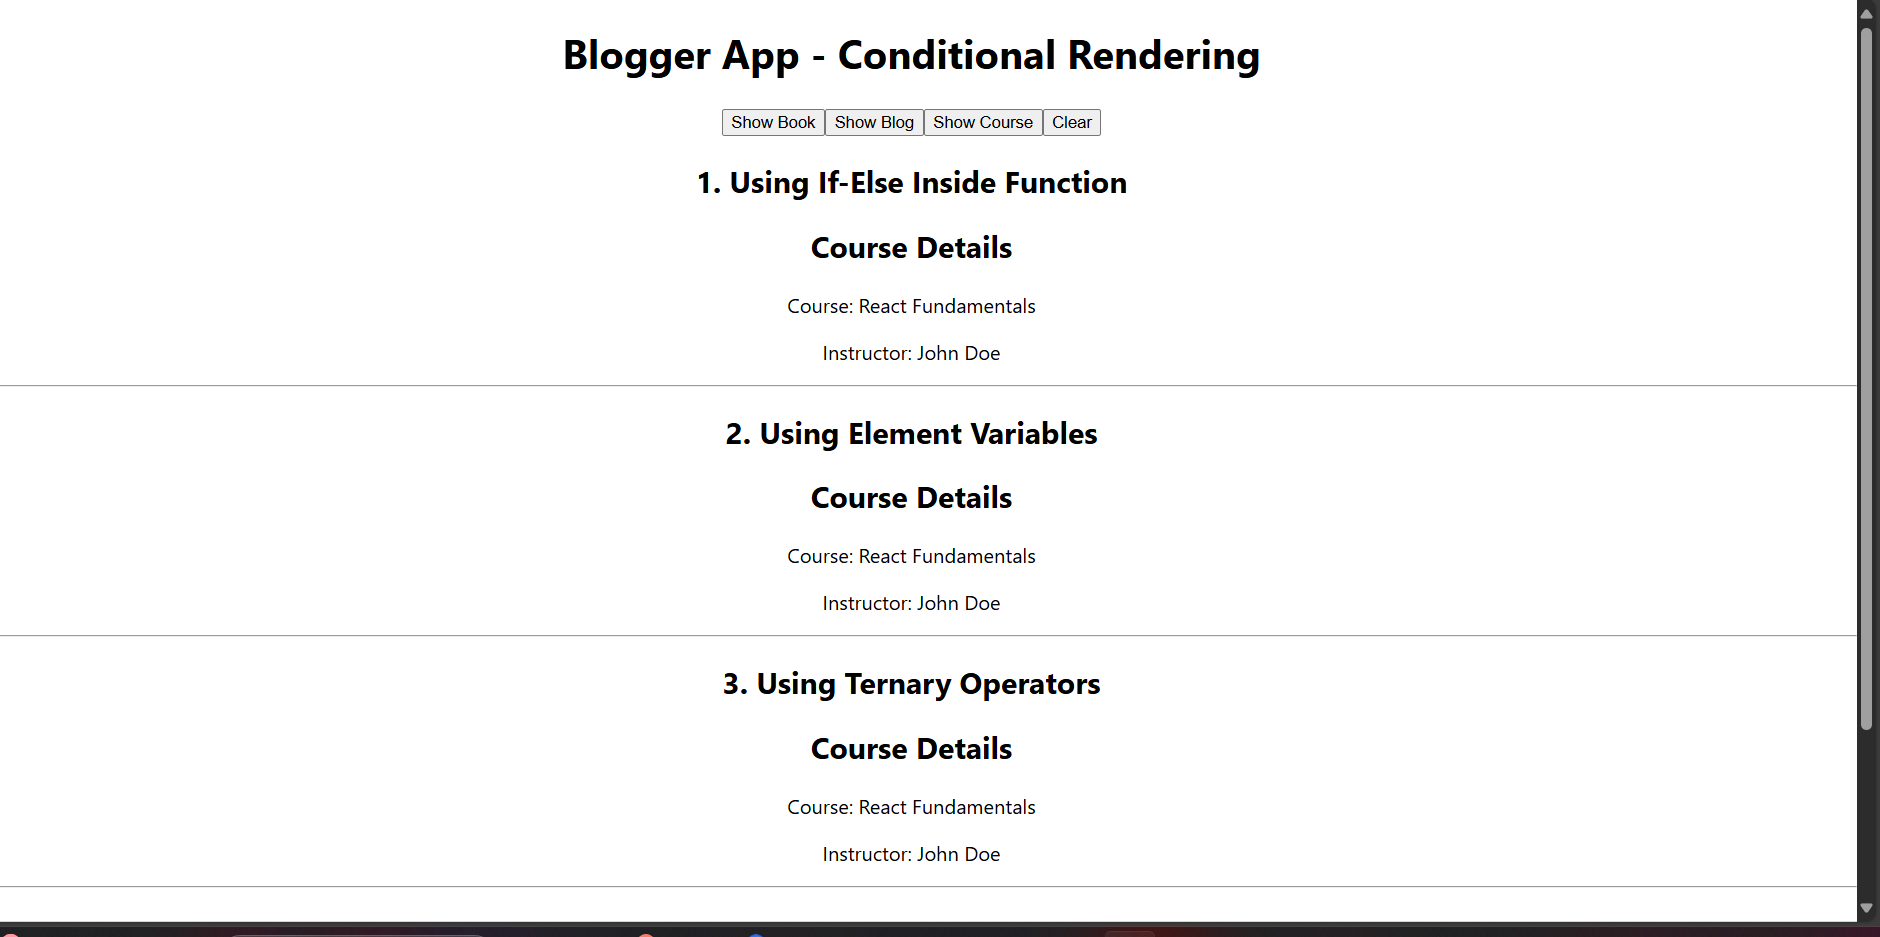 Blogger App - Conditional Rendering
Show Book Show Blog Show Course Clear
1. Using If-Else Inside Function
Course Details
Course: React Fundamentals
Instructor: John Doe
2. Using Element Variables
Course Details
Course: React Fundamentals
Instructor: John Doe
3. Using Ternary Operators
Course Details
Course: React Fundamentals
Instructor: John Doe